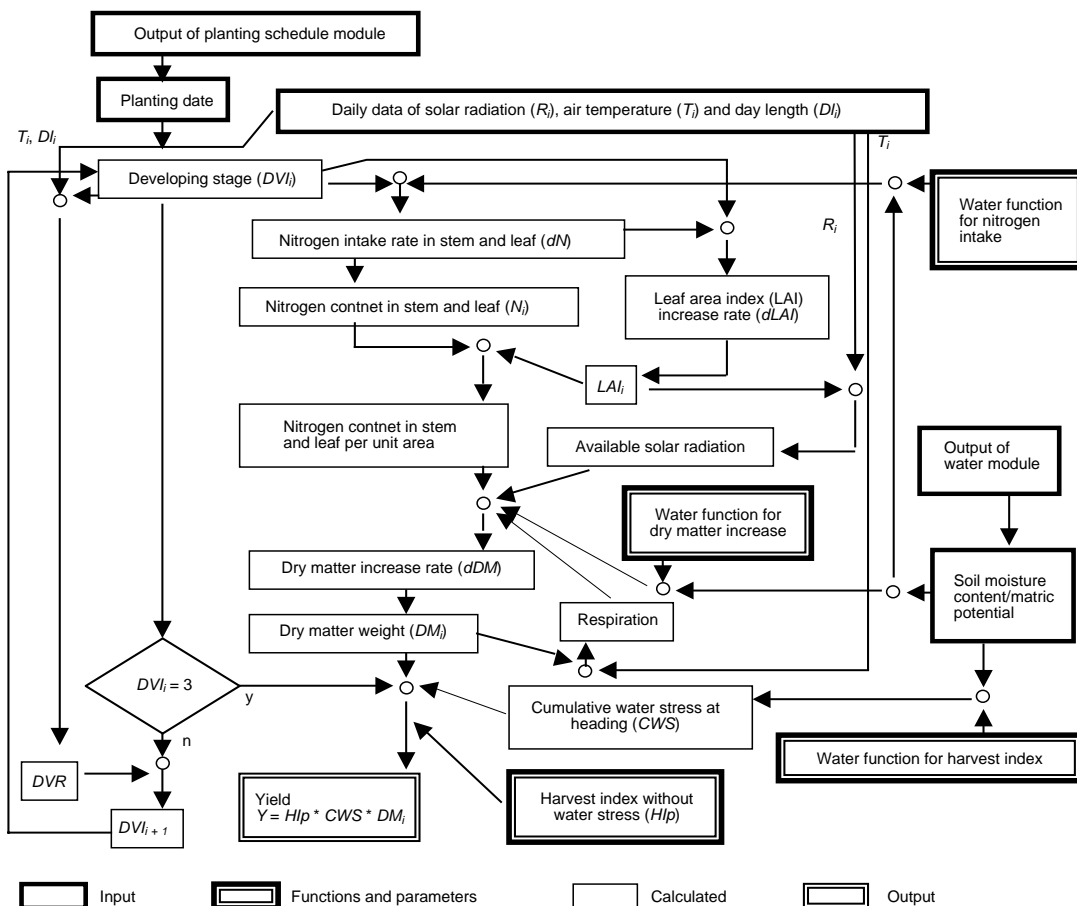 Output of planting schedule module
Planting date
Daily data of solar radiation (Ri), air temperature (Ti) and day length (Dli)
Ti, Dli
Ti
Developing stage (DVIi)
Water function
for nitrogen
intake
Ri
Nitrogen intake rate in stem and leaf (dN)
Nitrogen contnet in stem and leaf (Ni)
Leaf area index (LAI)
increase rate (dLAI)
LAIi
Nitrogen contnet in stem
and leaf per unit area
Available solar radiation
Output of
water module
Water function for
dry matter increase
Dry matter increase rate (dDM)
Soil moisture
content/matric
potential
Respiration
Dry matter weight (DMi)
DVIi = 3
y
n
Cumulative water stress at
heading (CWS)
Water function for harvest index
DVR
DVIi + 1
Yield
Y = HIp * CWS * DMi
Harvest index without
water stress (HIp)
Input
Functions and parameters
Calculated
Output